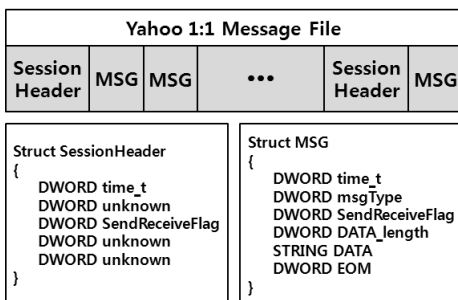 Yahoo 1:1 Message File
Session Header MSG MSG ••• Session Header MSG
Struct SessionHeader
{
DWORD time_t
DWORD unknown
DWORD SendReceiveFlag
DWORD unknown
DWORD unknown
}
Struct MSG
{
DWORD time_t
DWORD msgType
DWORD SendReceiveFlag
DWORD DATA_length
STRING DATA
DWORD EOM
}